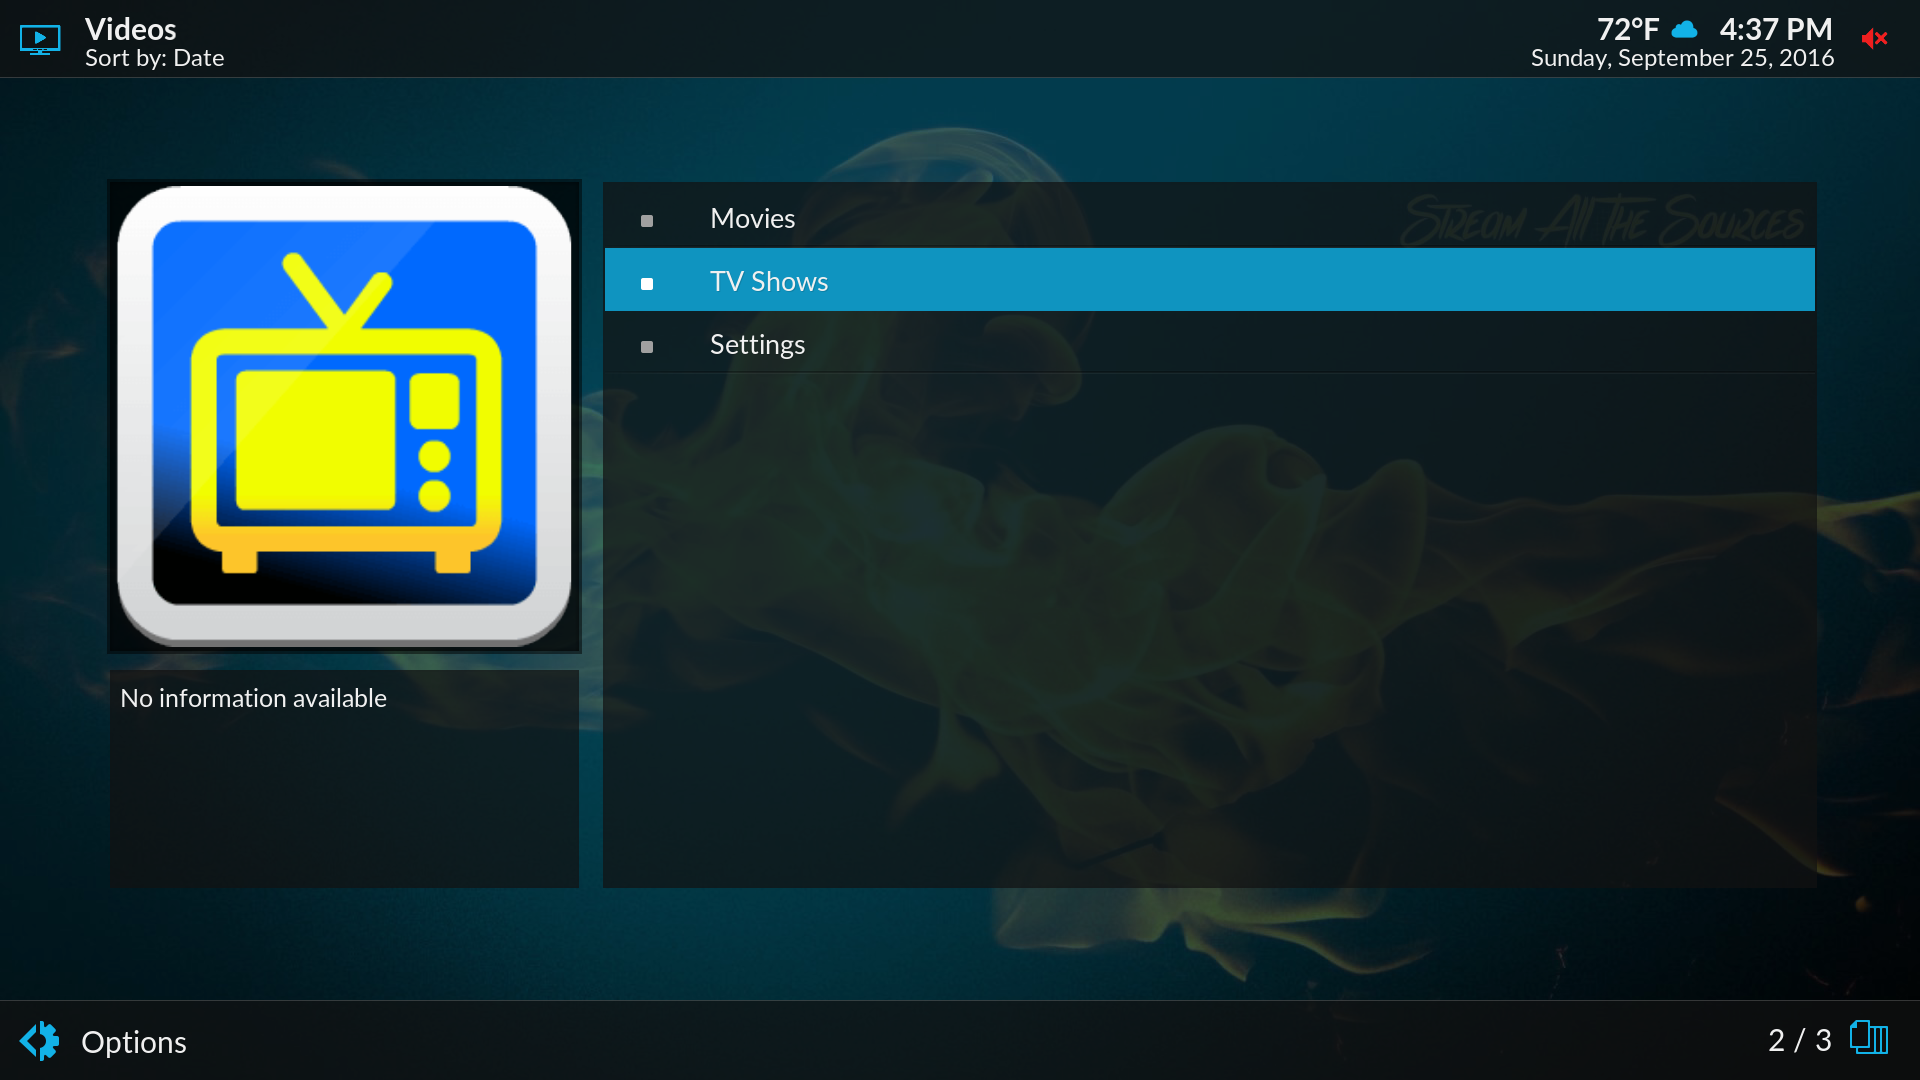 Videos
Sort by: Date
72°F 4:37 PM
Sunday, September 25, 2016
Stream All The Sources
Movies
TV Shows
Settings
No information available
Options
2 / 3